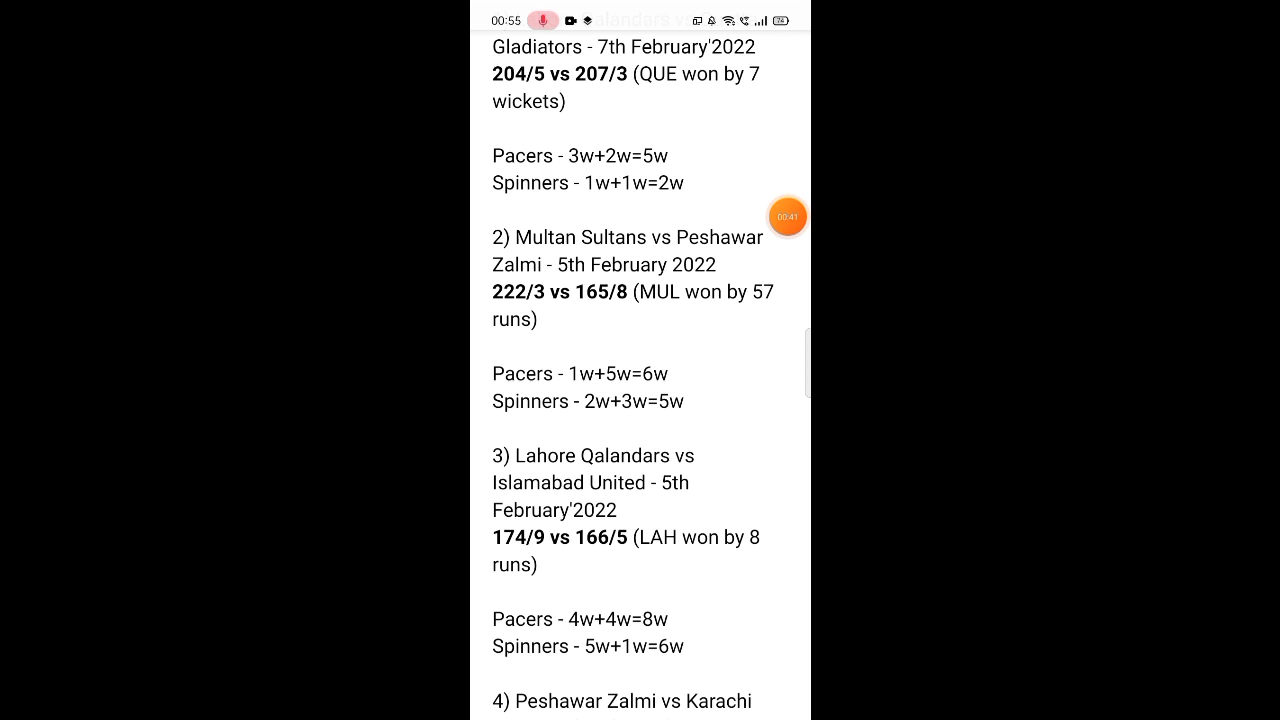 00:55
74
Gladiators - 7th February'2022
204/5 vs 207/3 (QUE won by 7
wickets)
Pacers - 3w+2w=5w
Spinners - 1w+1w=2w
00:41
2) Multan Sultans vs Peshawar
Zalmi - 5th February 2022
222/3 vs 165/8 (MUL won by 57
runs)
Pacers - 1w+5w=6w
Spinners - 2w+3w=5w
3) Lahore Qalandars vs
Islamabad United - 5th
February'2022
174/9 vs 166/5 (LAH won by 8
runs)
Pacers - 4w+4w=8w
Spinners - 5w+1w=6w
4) Peshawar Zalmi vs Karachi